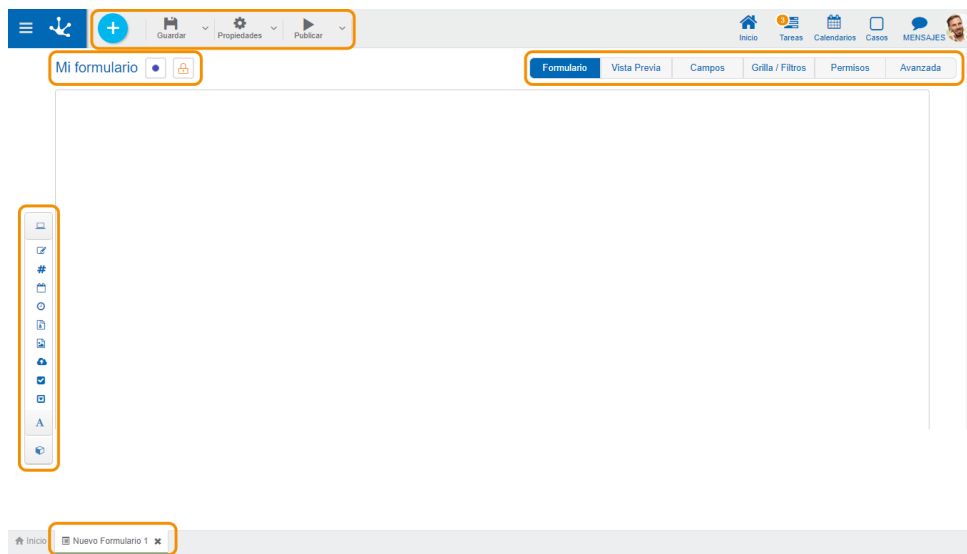 Guardar Propiedades Publicar
3
Inicio Tareas Calendarios Casos MENSAJES
Mi formulario
Formulario Vista Previa Campos Grilla / Filtros Permisos Avanzada
#
A
Inicio Nuevo Formulario 1